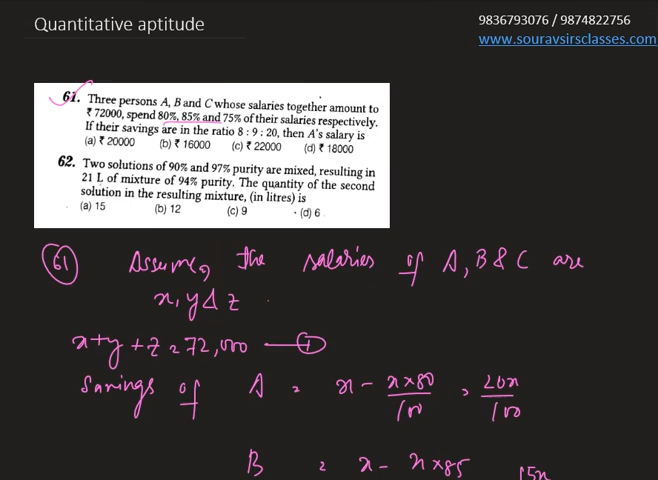 Quantitative aptitude
9836793076 / 9874822756
www.souravsirsclasses.com
61. Three persons A, B and C whose salaries together amount to
₹ 72000, spend 80%, 85% and 75% of their salaries respectively.
If their savings are in the ratio 8 : 9 : 20, then A's salary is
(a) ₹ 20000 (b) ₹ 16000 (c) ₹ 22000 (d) ₹ 18000
62. Two solutions of 90% and 97% purity are mixed, resulting in
21 L of mixture of 94% purity. The quantity of the second
solution in the resulting mixture, (in litres) is
(a) 15 (b) 12 (c) 9 (d) 6
61 Assume, the salaries of A, B & C are
x, y & z
x+y+z = 72,000 — 1
Savings of A = x - x×80/100 = 20x/100
B = x - x×85 15x